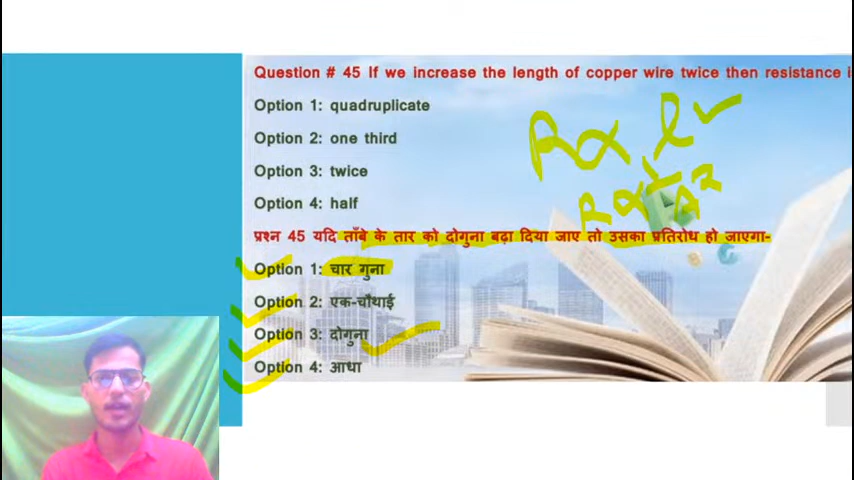 Question # 45 If we increase the length of copper wire twice then resistance i
Option 1: quadruplicate
Option 2: one third
Option 3: twice
Option 4: half
R ∝ l
R ∝ 1/A
प्रश्न 45 यदि ताँबे के तार को दोगुना बढ़ा दिया जाए तो उसका प्रतिरोध हो जाएगा-
Option 1: चार गुना
Option 2: एक-चौथाई
Option 3: दोगुना
Option 4: आधा